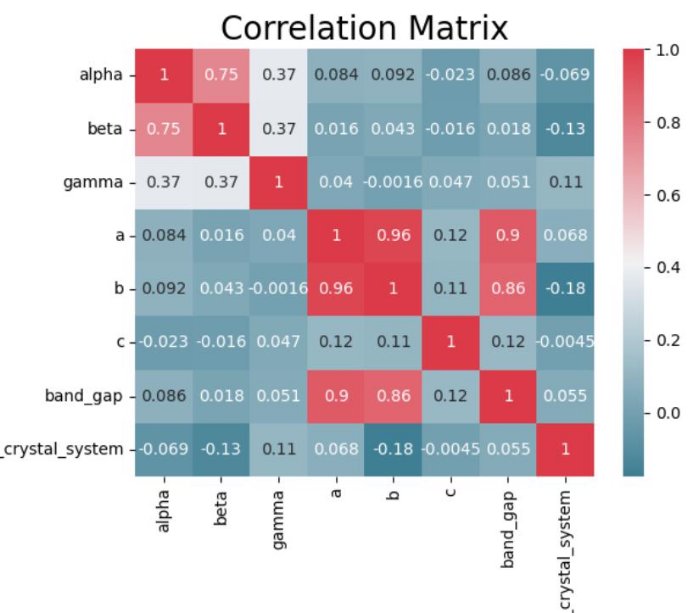 Correlation Matrix
alpha 1 0.75 0.37 0.084 0.092 -0.023 0.086 -0.069
beta 0.75 1 0.37 0.016 0.043 -0.016 0.018 -0.13
gamma 0.37 0.37 1 0.04 -0.0016 0.047 0.051 0.11
a 0.084 0.016 0.04 1 0.96 0.12 0.9 0.068
b 0.092 0.043 -0.0016 0.96 1 0.11 0.86 -0.18
c -0.023 -0.016 0.047 0.12 0.11 1 0.12 -0.0045
band_gap 0.086 0.018 0.051 0.9 0.86 0.12 1 0.055
_crystal_system -0.069 -0.13 0.11 0.068 -0.18 -0.0045 0.055 1
alpha beta gamma a b c band_gap _crystal_system
1.0
0.8
0.6
0.4
0.2
0.0